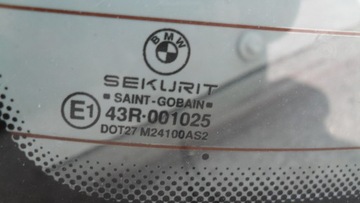 BMW
SEKURIT
SAINT-GOBAIN
E1 43R-001025
DOT27 M24100AS2